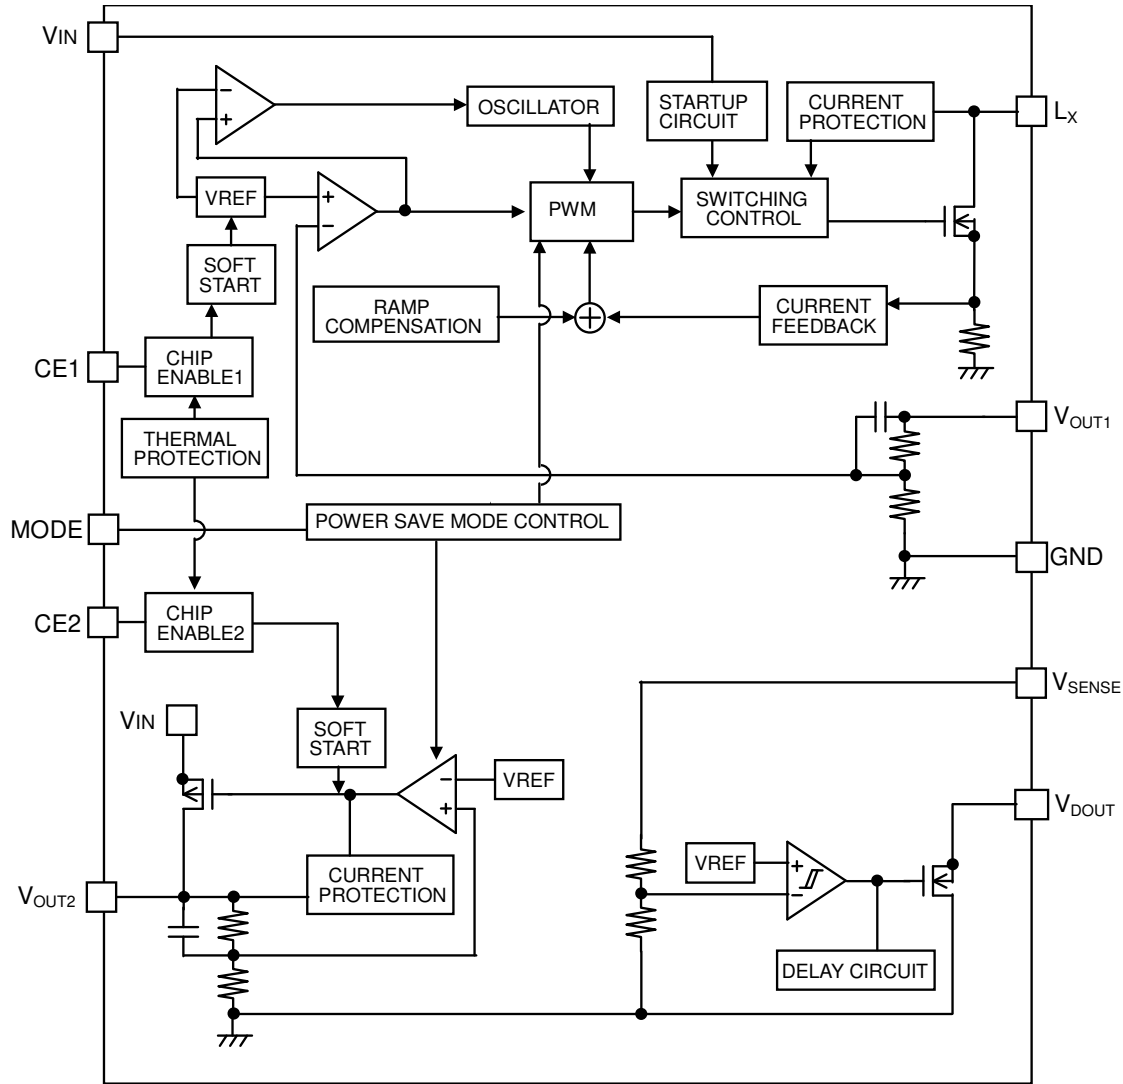 VIN
LX
OSCILLATOR
STARTUP
CIRCUIT
CURRENT
PROTECTION
-
+
VREF
+
-
PWM
SWITCHING
CONTROL
SOFT
START
RAMP
COMPENSATION
+
CURRENT
FEEDBACK
CE1
CHIP
ENABLE1
VOUT1
THERMAL
PROTECTION
MODE
POWER SAVE MODE CONTROL
GND
CE2
CHIP
ENABLE2
VSENSE
VIN
SOFT
START
-
+
VREF
VDOUT
VREF
+
-
CURRENT
PROTECTION
VOUT2
DELAY CIRCUIT